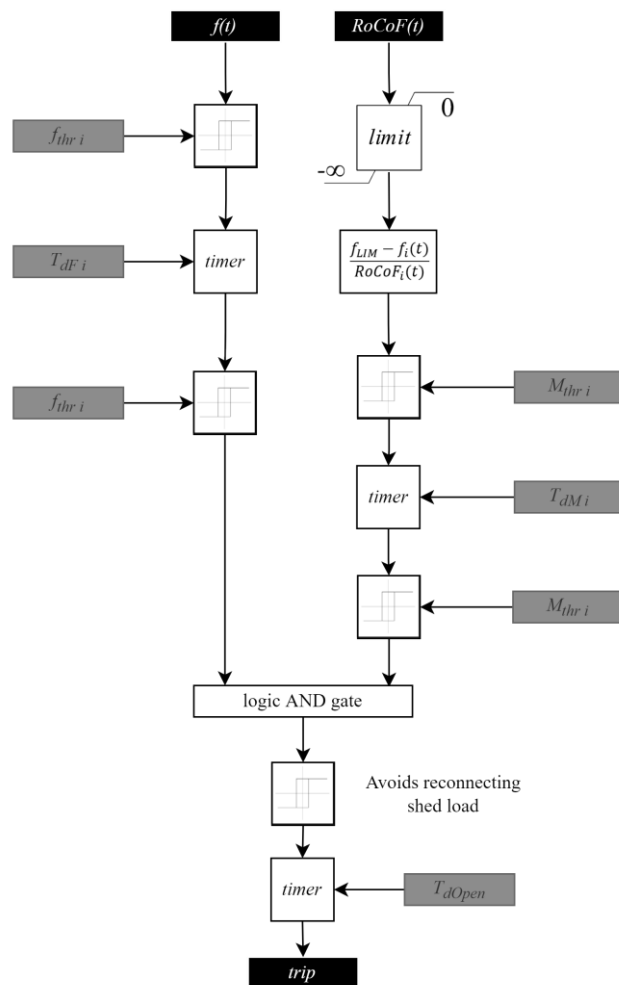 f(t)
RoCoF(t)
f_thr i
limit
0
-∞
T_dF i
timer
f_LIM − f_i(t)
RoCoF_i(t)
f_thr i
M_thr i
timer
T_dM i
M_thr i
logic AND gate
Avoids reconnecting
shed load
timer
T_dOpen
trip